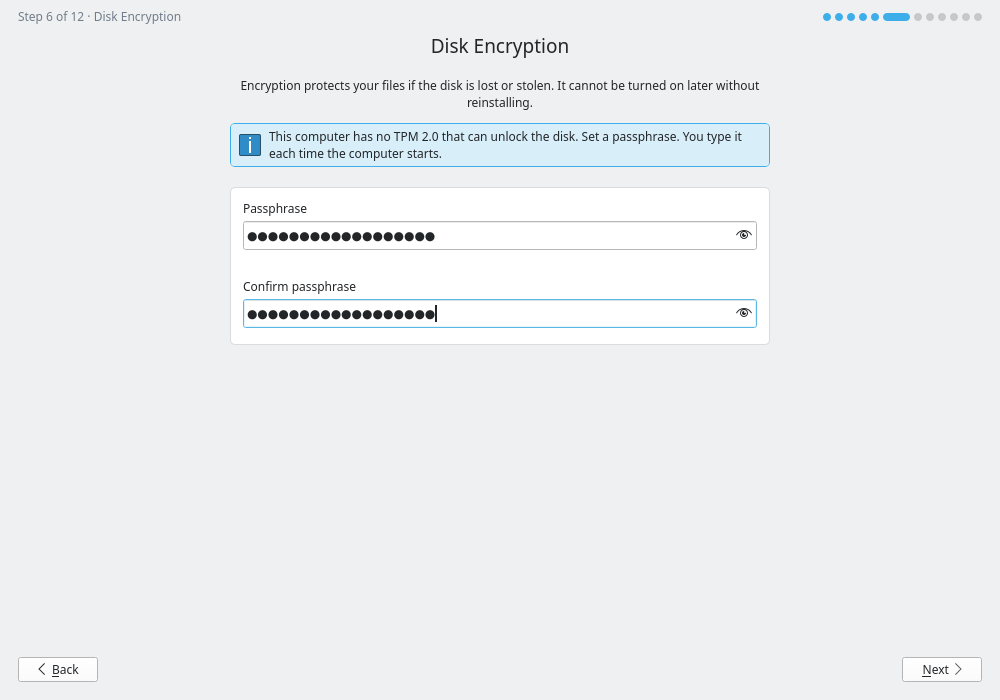 Step 6 of 12 · Disk Encryption
Disk Encryption
Encryption protects your files if the disk is lost or stolen. It cannot be turned on later without
reinstalling.
This computer has no TPM 2.0 that can unlock the disk. Set a passphrase. You type it
each time the computer starts.
Passphrase
●●●●●●●●●●●●●●●●●●
Confirm passphrase
●●●●●●●●●●●●●●●●●●
Back
Next